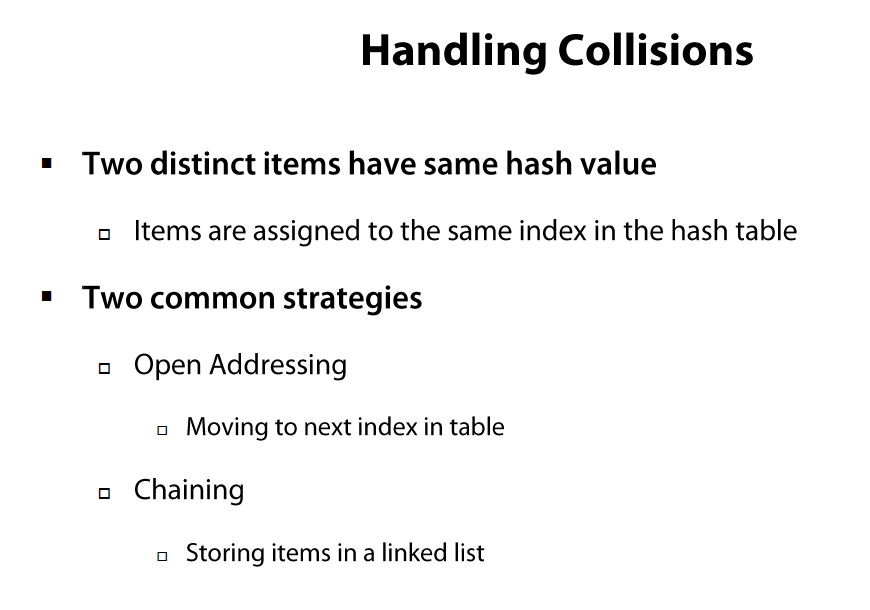 Handling Collisions
Two distinct items have same hash value
Items are assigned to the same index in the hash table
Two common strategies
Open Addressing
Moving to next index in table
Chaining
Storing items in a linked list